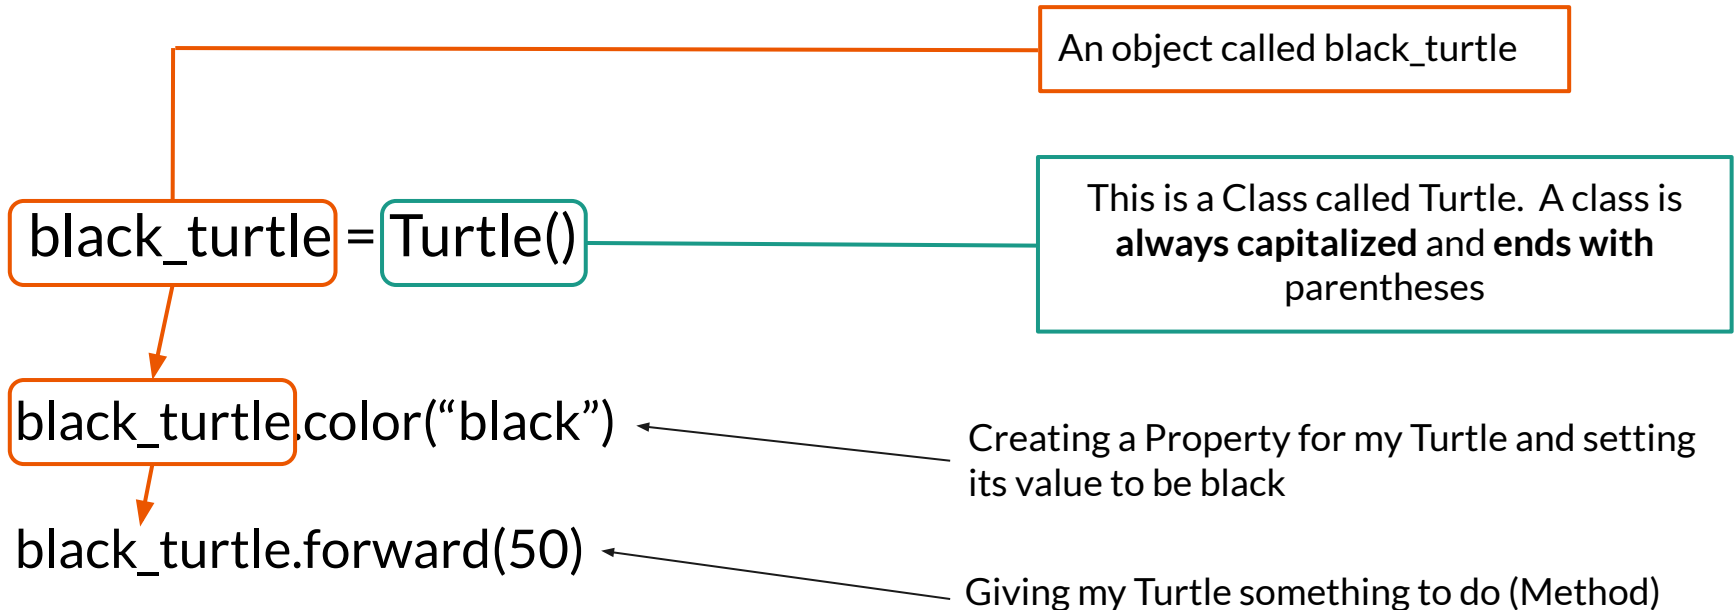 An object called black_turtle
This is a Class called Turtle.  A class is
always capitalized and ends with
parentheses
black_turtle = Turtle()
black_turtle.color(“black”)
Creating a Property for my Turtle and setting
its value to be black
black_turtle.forward(50)
Giving my Turtle something to do (Method)